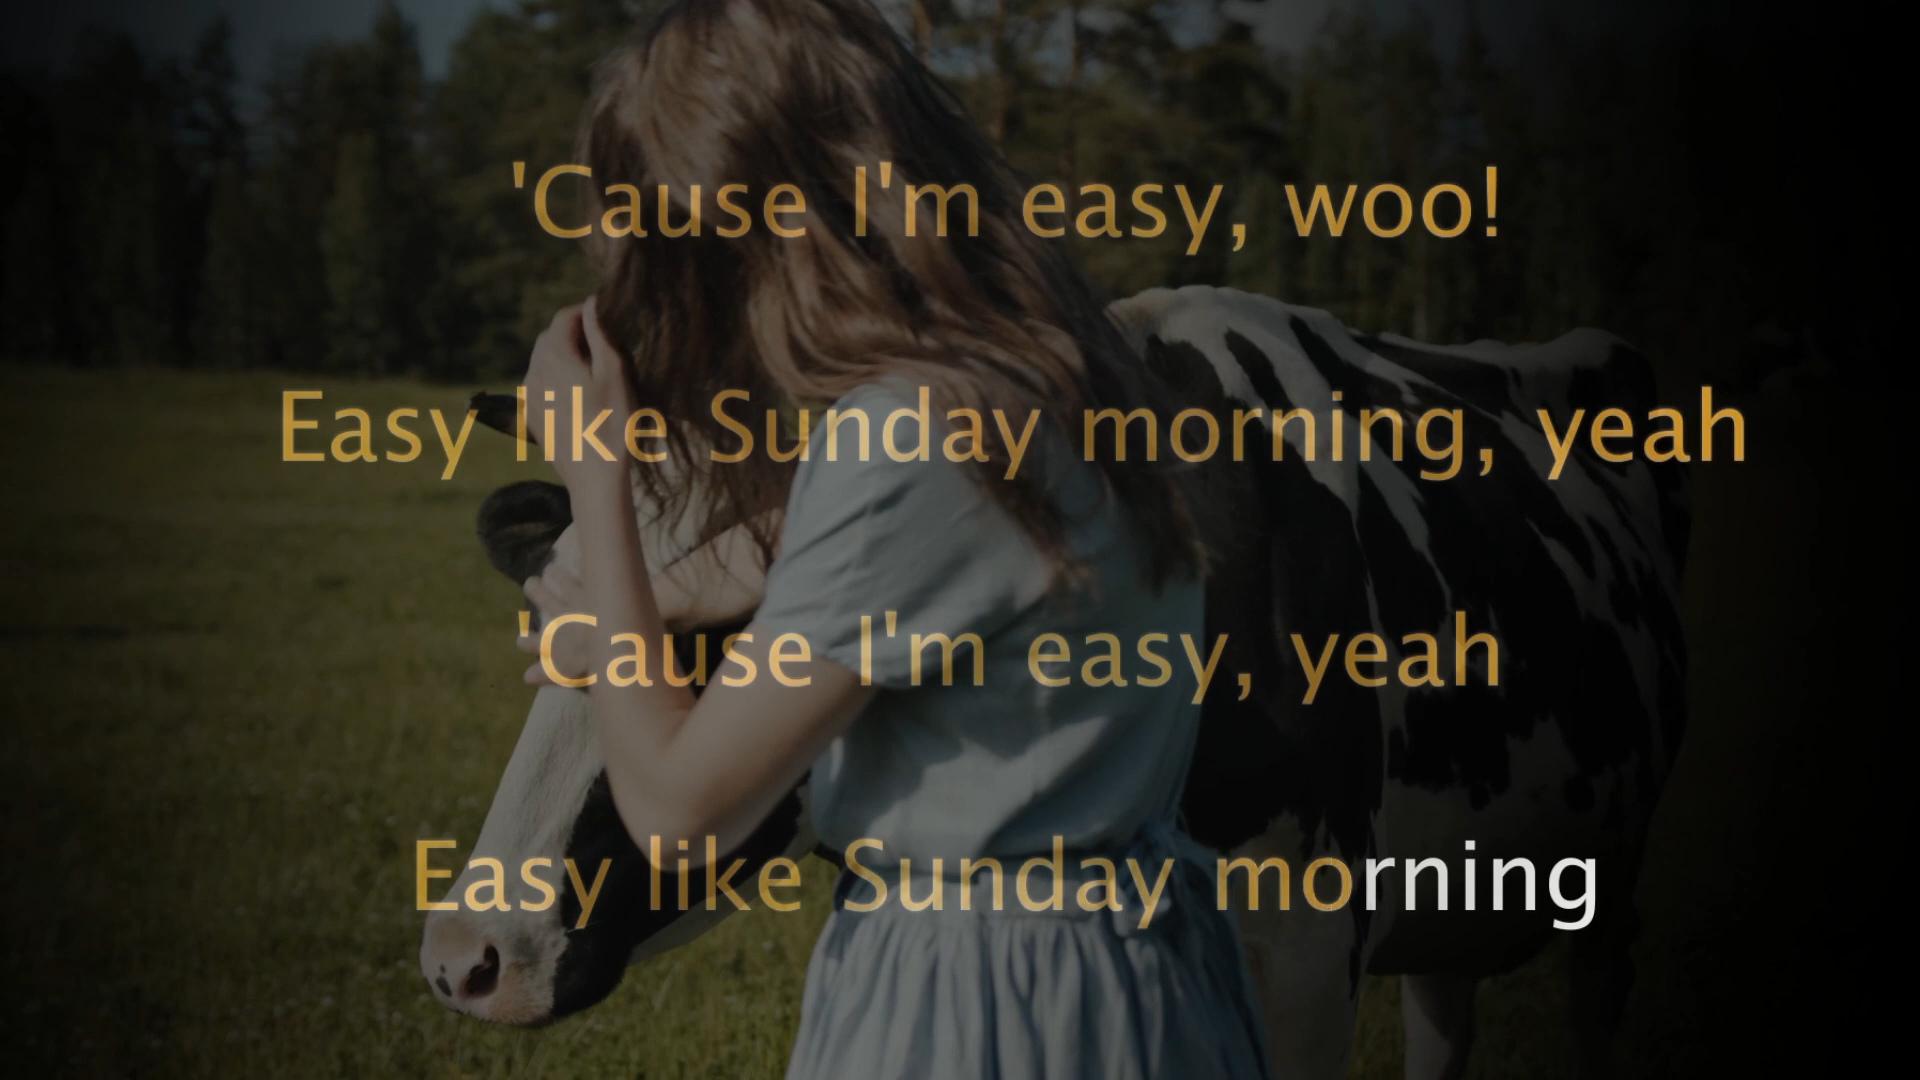 'Cause I'm easy, woo!
Easy like Sunday morning, yeah
'Cause I'm easy, yeah
Easy like Sunday morning